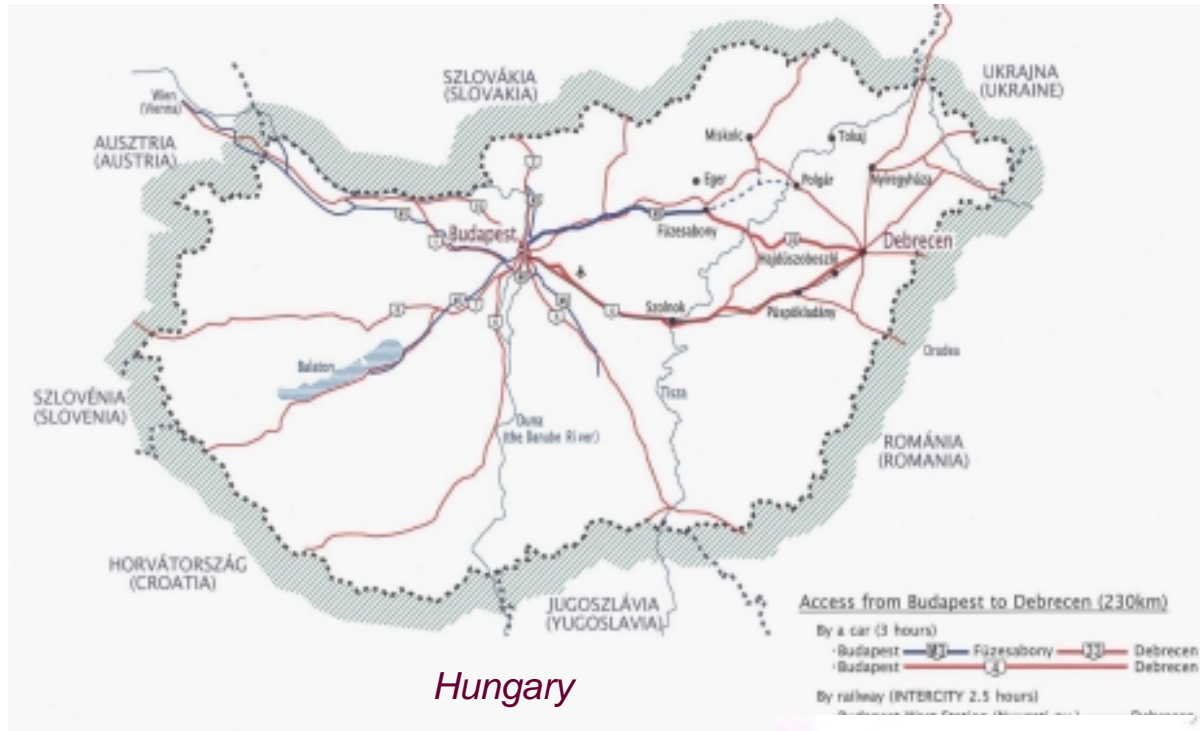 SZLOVÁKIA
(SLOVAKIA)
UKRAJNA
(UKRAINE)
Wien
(Vienna)
AUSZTRIA
(AUSTRIA)
Miskolc
Tokaj
Eger
Polgár
Nyíregyháza
Budapest
Füzesabony
Debrecen
Hajdúszoboszló
Szolnok
Püspökladány
Oradea
Balaton
Tisza
SZLOVÉNIA
(SLOVENIA)
Duna
(the Danube River)
ROMÁNIA
(ROMANIA)
HORVÁTORSZÁG
(CROATIA)
JUGOSZLÁVIA
(YUGOSLAVIA)
Access from Budapest to Debrecen (230km)
By a car (3 hours)
·Budapest M3 Füzesabony 33 Debrecen
·Budapest 4 Debrecen
By railway (INTERCITY 2.5 hours)
Hungary